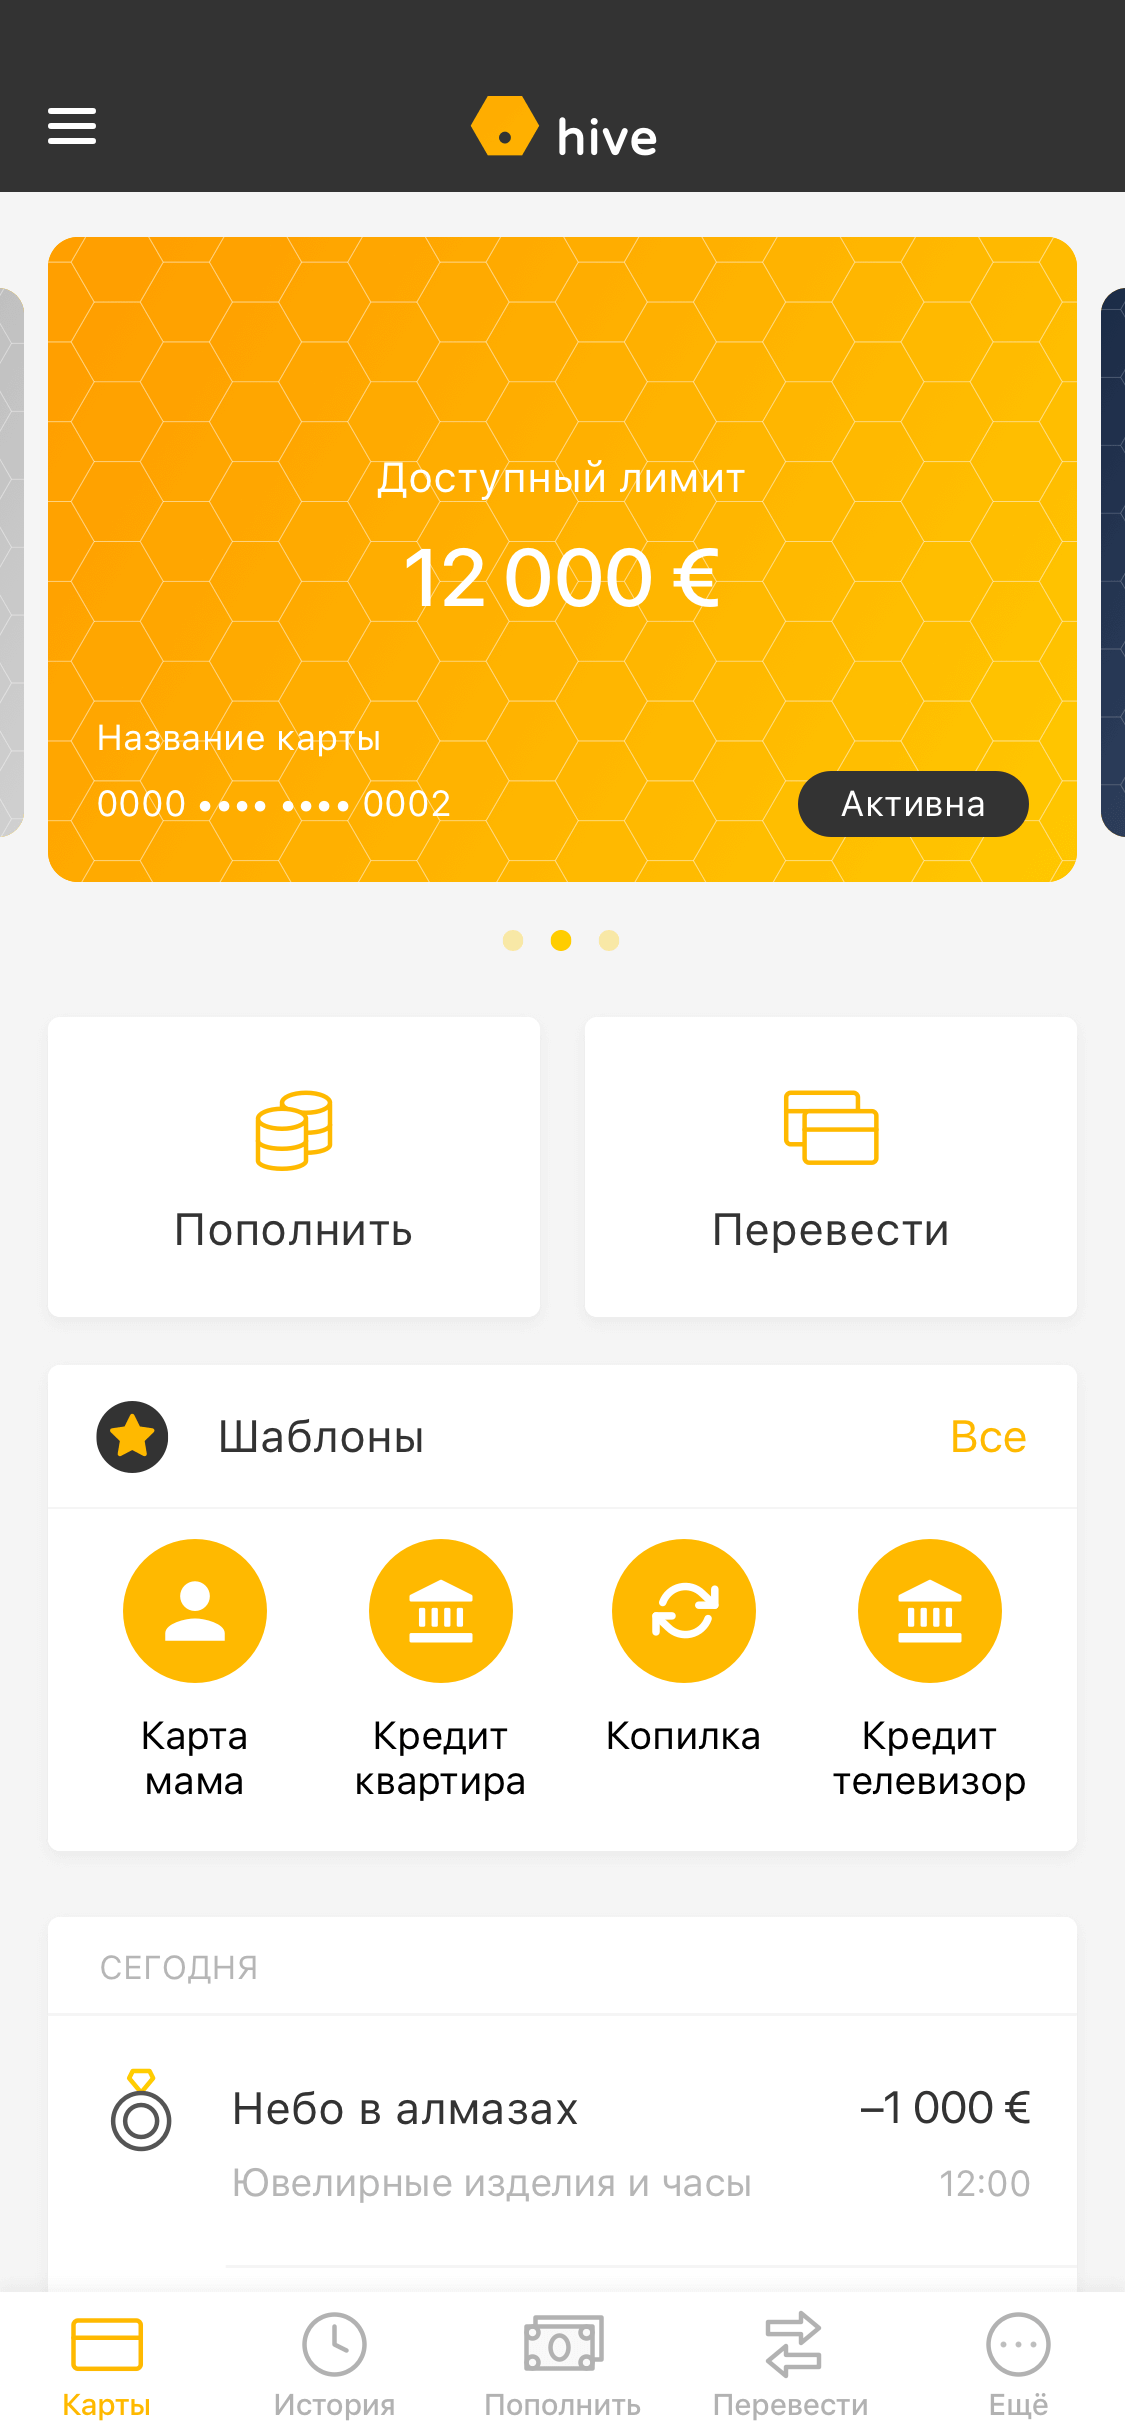 hive
Доступный лимит
12 000 €
Название карты
0000 •••• •••• 0002
Активна
Пополнить
Перевести
Шаблоны
Все
Карта
мама
Кредит
квартира
Копилка
Кредит
телевизор
СЕГОДНЯ
Небо в алмазах
–1 000 €
Ювелирные изделия и часы
12:00
Карты
История
Пополнить
Перевести
Ещё